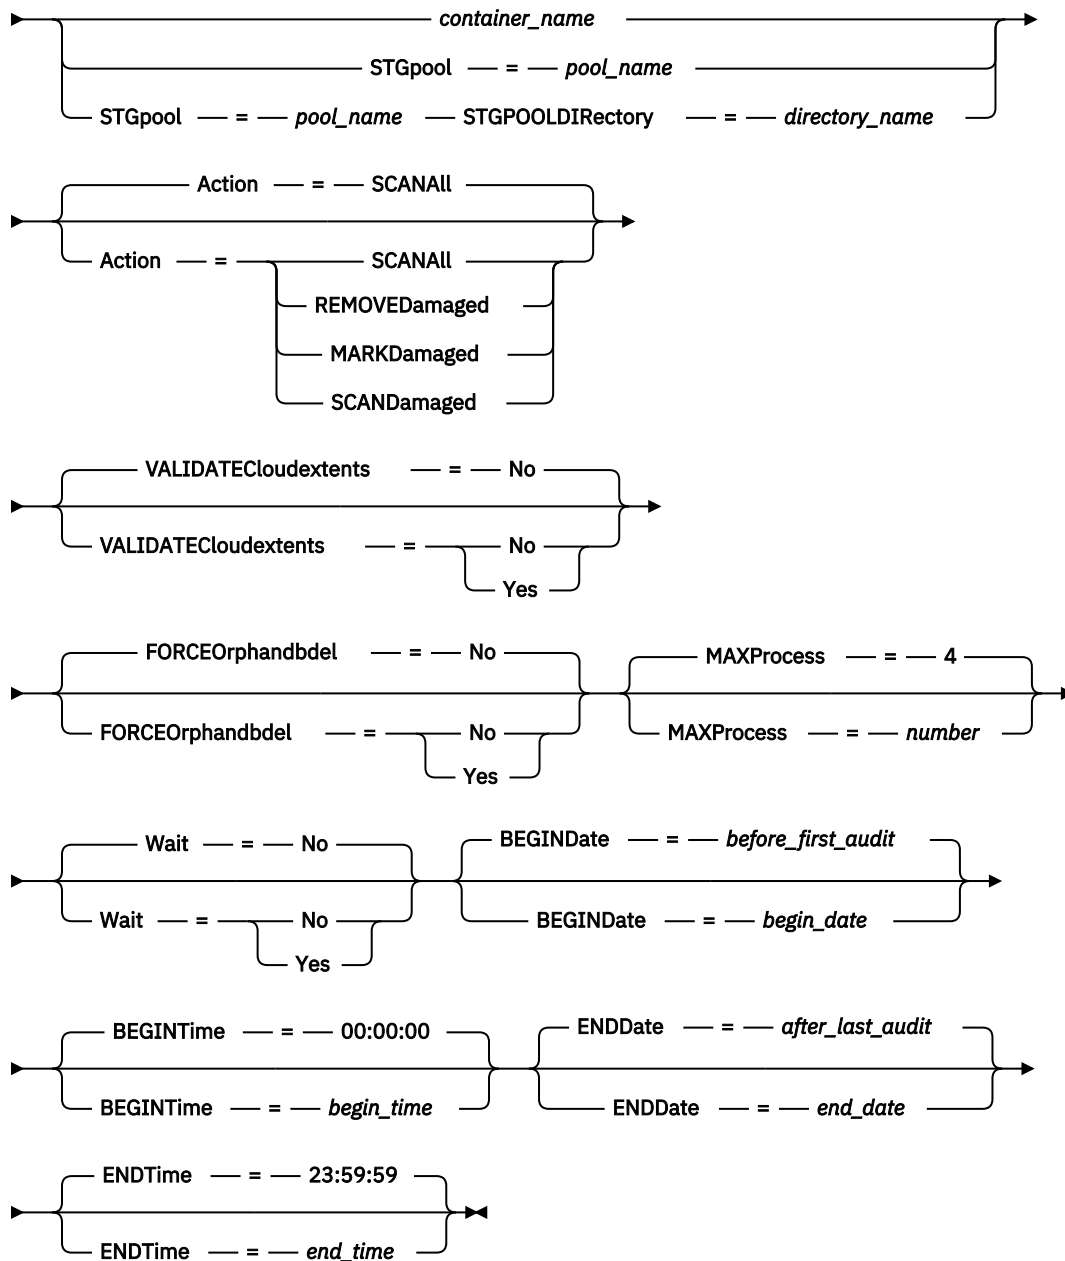 container_name
STGpool = pool_name
STGpool = pool_name STGPOOLDIRectory = directory_name
Action = SCANAll
Action = SCANAll
REMOVEDamaged
MARKDamaged
SCANDamaged
VALIDATECloudextents = No
VALIDATECloudextents = No
Yes
FORCEOrphandbdel = No MAXProcess = 4
FORCEOrphandbdel = No MAXProcess = number
Yes
Wait = No BEGINDate = before_first_audit
Wait = No BEGINDate = begin_date
Yes
BEGINTime = 00:00:00 ENDDate = after_last_audit
BEGINTime = begin_time ENDDate = end_date
ENDTime = 23:59:59
ENDTime = end_time